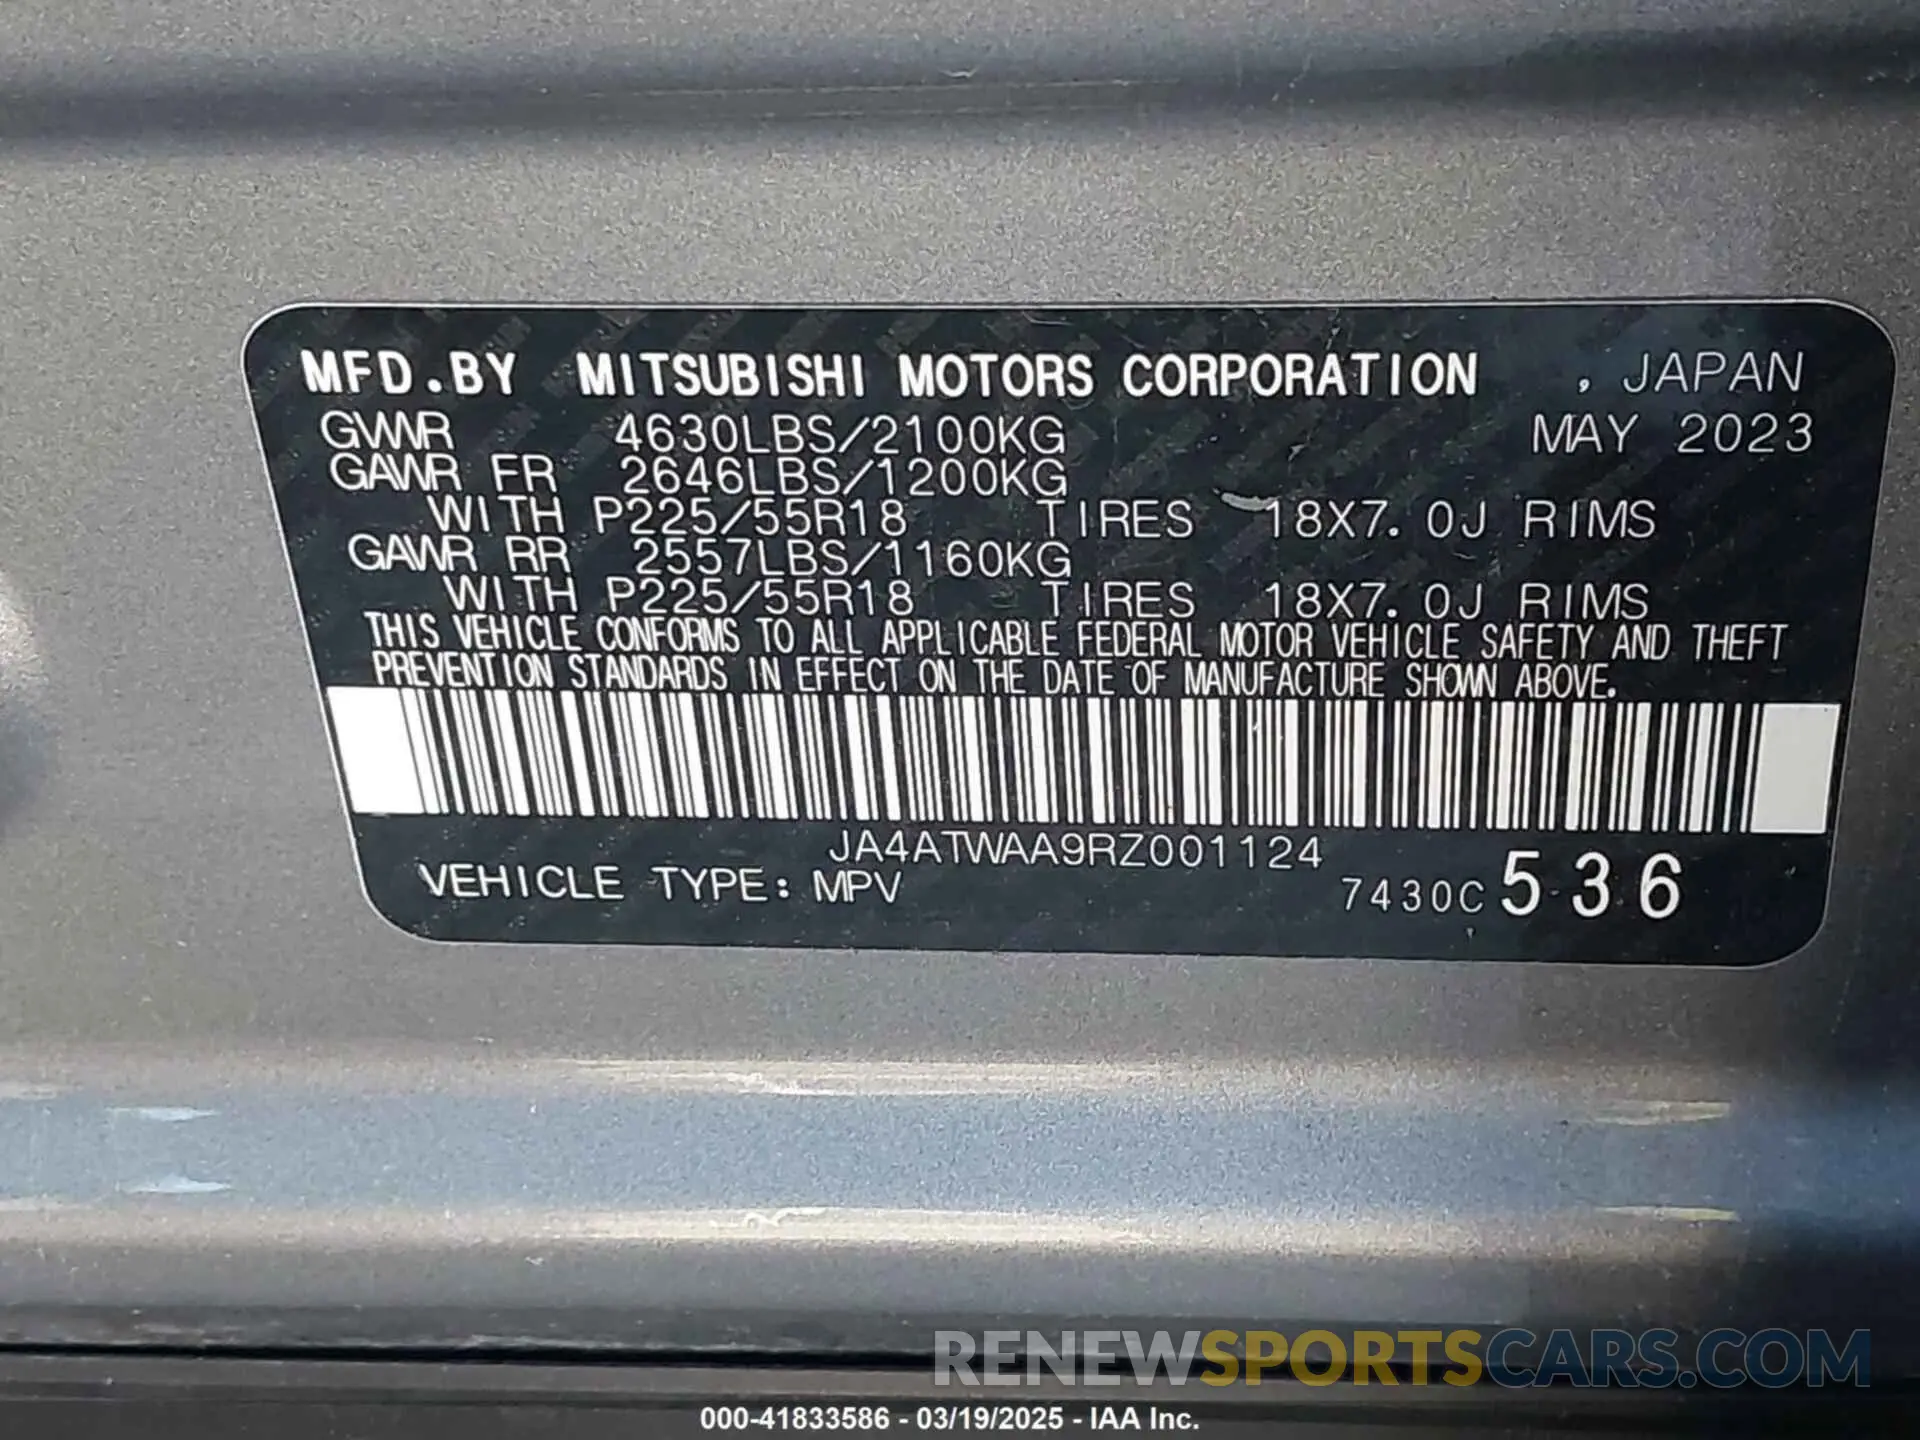 MFD.BY MITSUBISHI MOTORS CORPORATION , JAPAN
GVWR 4630LBS/2100KG MAY 2023
GAWR FR 2646LBS/1200KG
WITH P225/55R18 TIRES 18X7.0J RIMS
GAWR RR 2557LBS/1160KG
WITH P225/55R18 TIRES 18X7.0J RIMS
THIS VEHICLE CONFORMS TO ALL APPLICABLE FEDERAL MOTOR VEHICLE SAFETY AND THEFT
PREVENTION STANDARDS IN EFFECT ON THE DATE OF MANUFACTURE SHOWN ABOVE.
JA4ATWAA9RZ001124
VEHICLE TYPE: MPV 7430C 536
RENEWSPORTSCARS.COM
000-41833586 - 03/19/2025 - IAA Inc.